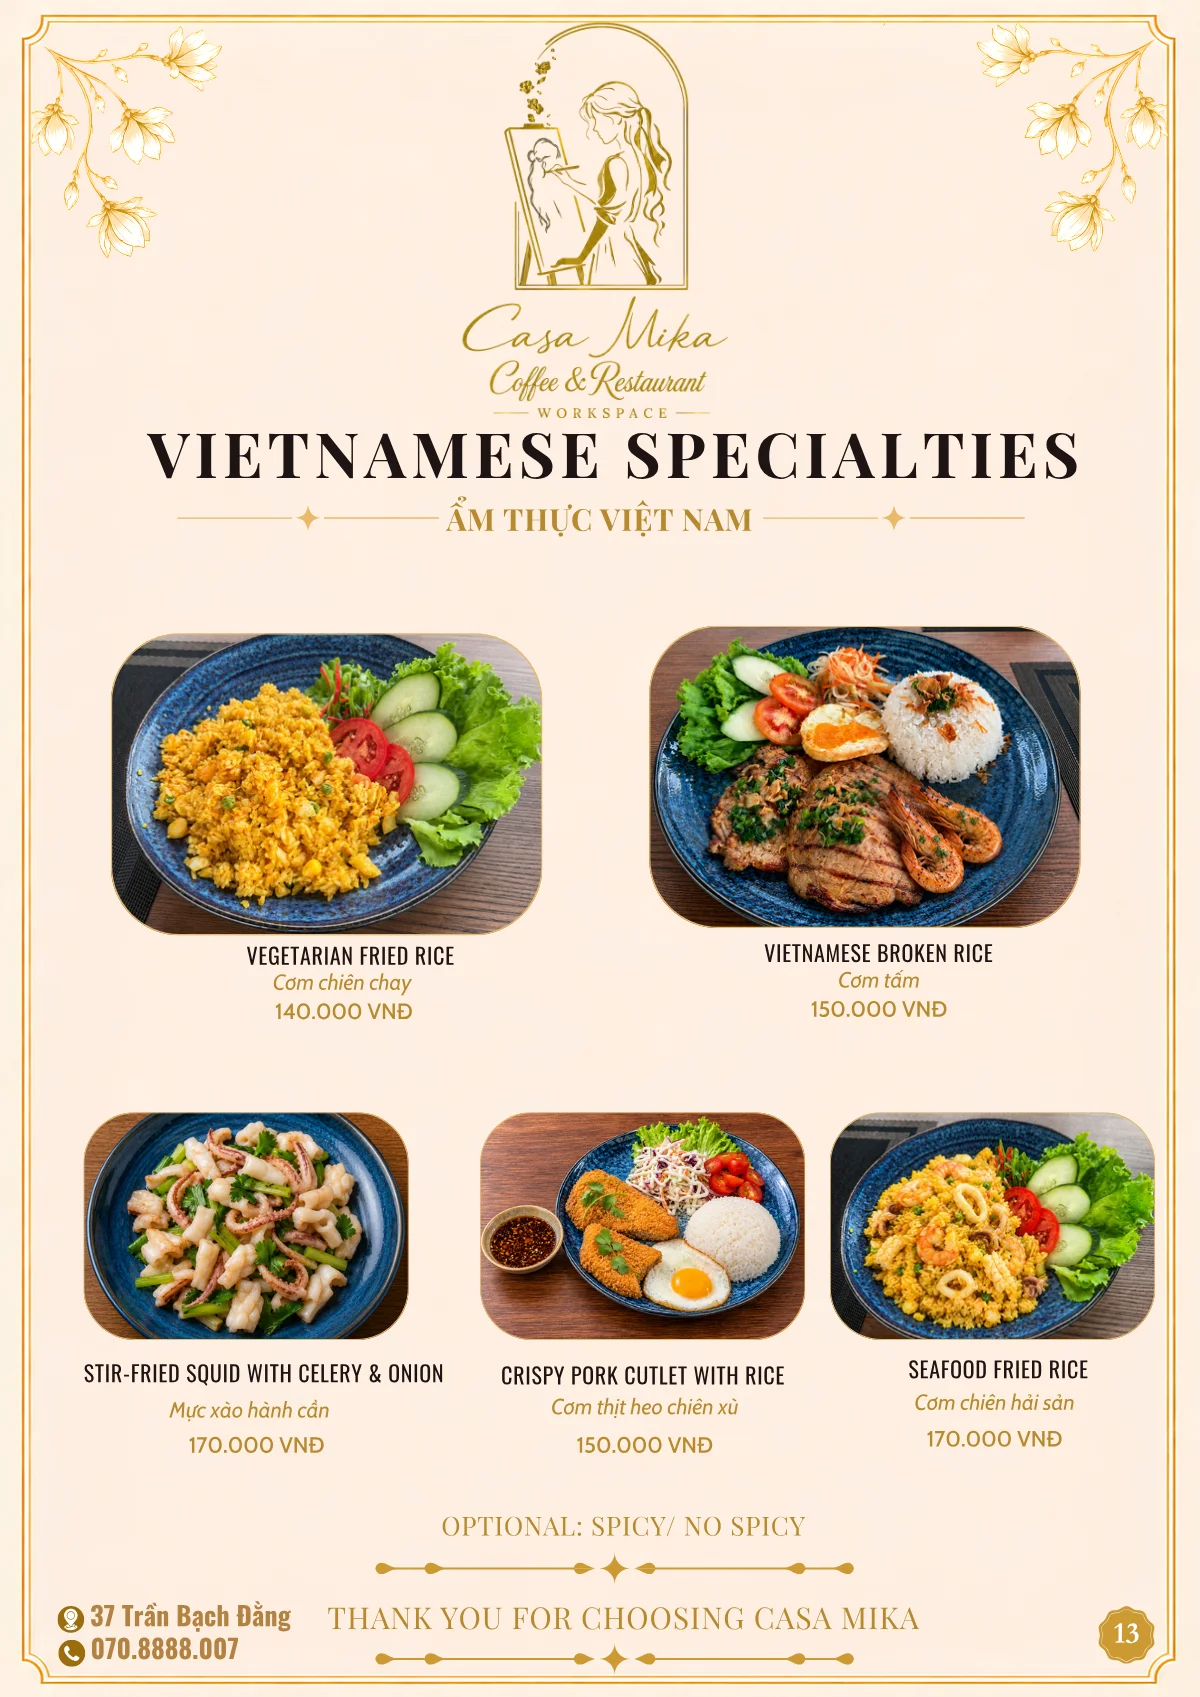 Casa Mika
Coffee & Restaurant
WORKSPACE
VIETNAMESE SPECIALTIES
ẨM THỰC VIỆT NAM
VEGETARIAN FRIED RICE
Cơm chiên chay
140.000 VNĐ
VIETNAMESE BROKEN RICE
Cơm tấm
150.000 VNĐ
STIR-FRIED SQUID WITH CELERY & ONION
Mực xào hành cần
170.000 VNĐ
CRISPY PORK CUTLET WITH RICE
Cơm thịt heo chiên xù
150.000 VNĐ
SEAFOOD FRIED RICE
Cơm chiên hải sản
170.000 VNĐ
OPTIONAL: SPICY/ NO SPICY
THANK YOU FOR CHOOSING CASA MIKA
37 Trần Bạch Đằng
070.8888.007
13